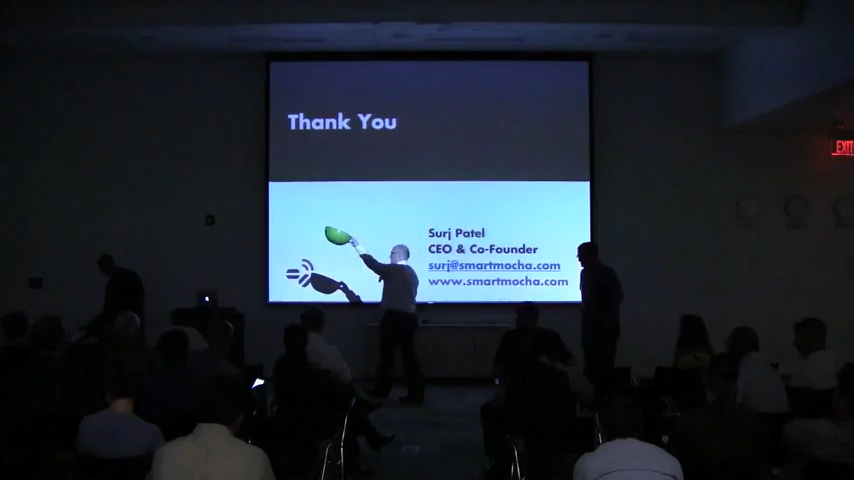 Thank You
Surj Patel
CEO & Co-Founder
surj@smartmocha.com
www.smartmocha.com
EXIT